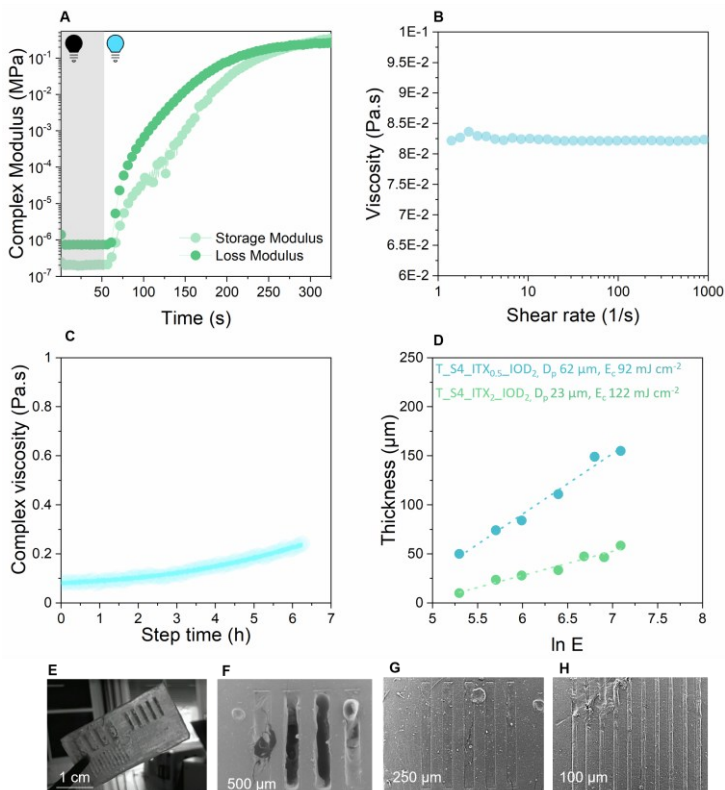 A
Complex Modulus (MPa)
10⁻¹
10⁻²
10⁻³
10⁻⁴
10⁻⁵
10⁻⁶
10⁻⁷
Storage Modulus
Loss Modulus
50 100 150 200 250 300
Time (s)
B
Viscosity (Pa.s)
1E-1
9.5E-2
9E-2
8.5E-2
8E-2
7.5E-2
7E-2
6.5E-2
6E-2
1 10 100 1000
Shear rate (1/s)
C
Complex viscosity (Pa.s)
1
0.8
0.6
0.4
0.2
0
0 1 2 3 4 5 6 7
Step time (h)
D
Thickness (µm)
250
200
150
100
50
0
T_S4_ITX₀.₅_IOD₂, Dₚ 62 µm, E꜀ 92 mJ cm⁻²
T_S4_ITX₂_IOD₂, Dₚ 23 µm, E꜀ 122 mJ cm⁻²
5 5.5 6 6.5 7 7.5 8
ln E
E
1 cm
F
500 µm
G
250 µm
H
100 µm